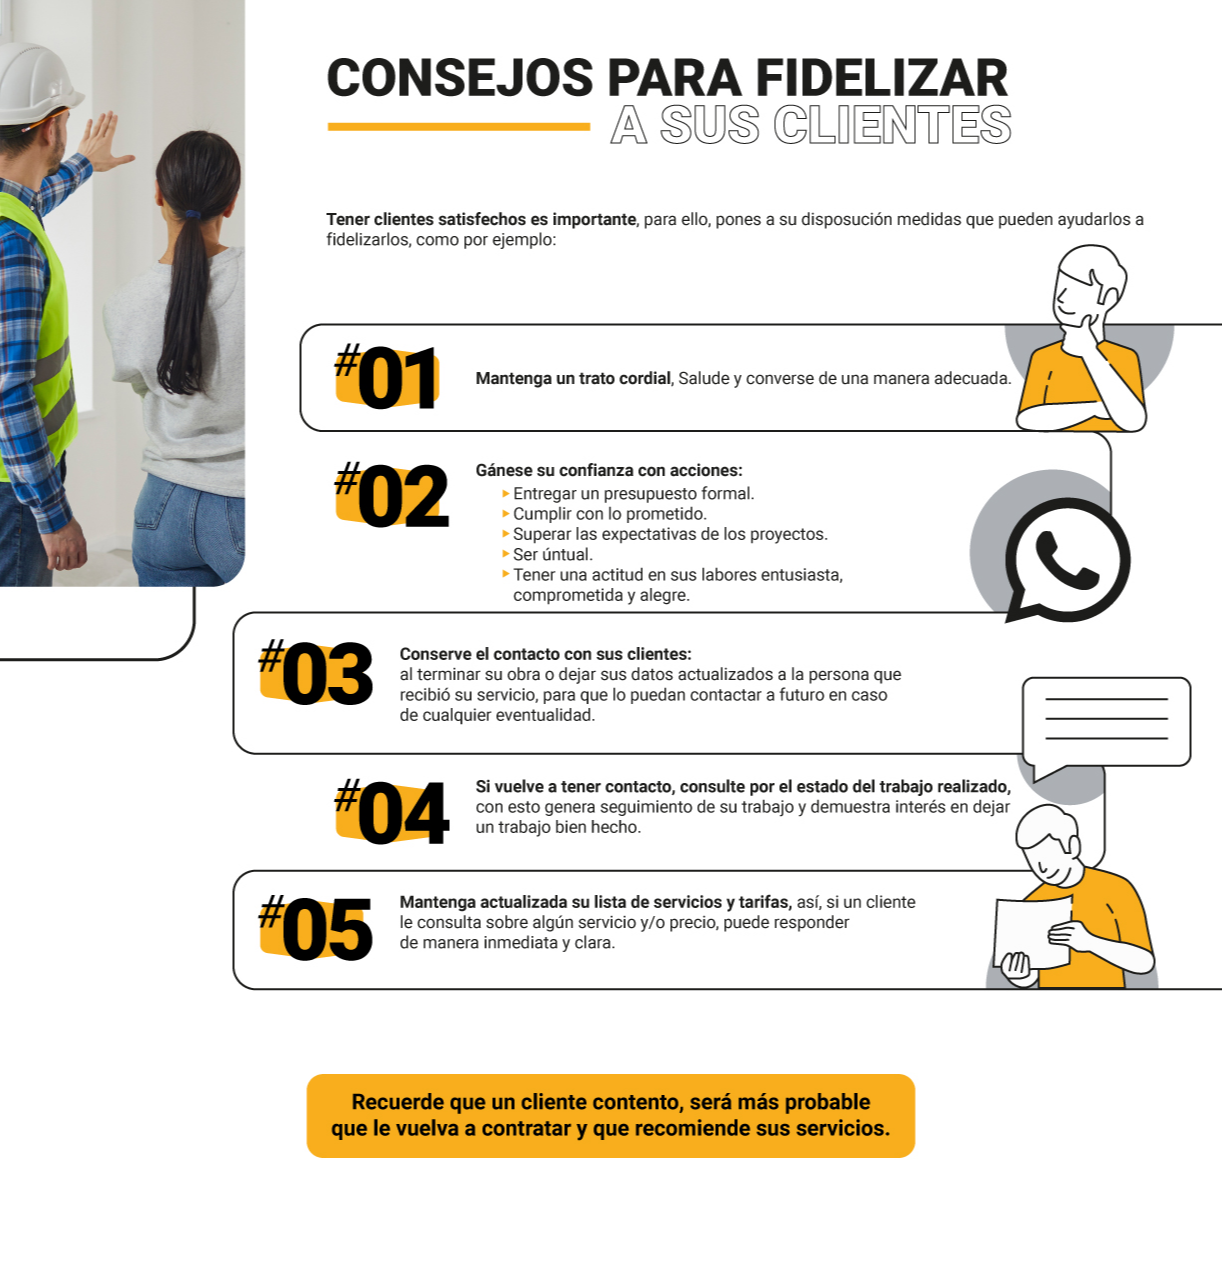 CONSEJOS PARA FIDELIZAR
A SUS CLIENTES
Tener clientes satisfechos es importante, para ello, pones a su disposución medidas que pueden ayudarlos a
fidelizarlos, como por ejemplo:
#01
Mantenga un trato cordial, Salude y converse de una manera adecuada.
#02
Gánese su confianza con acciones:
Entregar un presupuesto formal.
Cumplir con lo prometido.
Superar las expectativas de los proyectos.
Ser úntual.
Tener una actitud en sus labores entusiasta,
comprometida y alegre.
#03
Conserve el contacto con sus clientes:
al terminar su obra o dejar sus datos actualizados a la persona que
recibió su servicio, para que lo puedan contactar a futuro en caso
de cualquier eventualidad.
#04
Si vuelve a tener contacto, consulte por el estado del trabajo realizado,
con esto genera seguimiento de su trabajo y demuestra interés en dejar
un trabajo bien hecho.
#05
Mantenga actualizada su lista de servicios y tarifas, así, si un cliente
le consulta sobre algún servicio y/o precio, puede responder
de manera inmediata y clara.
Recuerde que un cliente contento, será más probable
que le vuelva a contratar y que recomiende sus servicios.